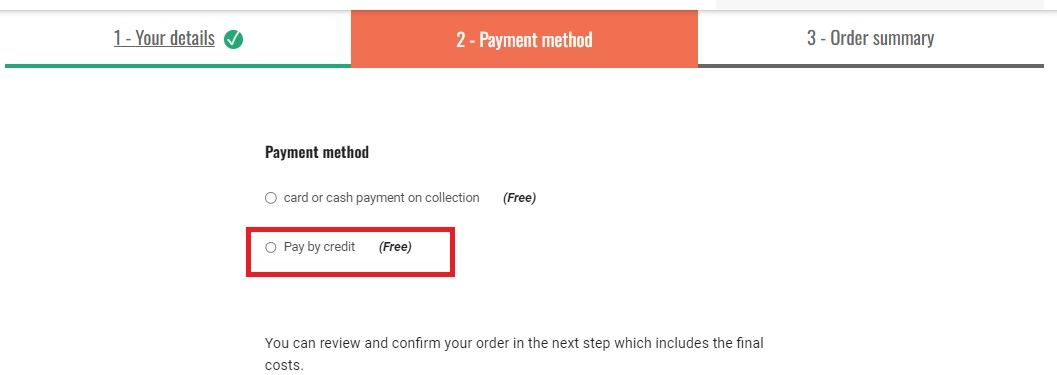 1 - Your details
2 - Payment method
3 - Order summary
Payment method
card or cash payment on collection (Free)
Pay by credit (Free)
You can review and confirm your order in the next step which includes the final
costs.